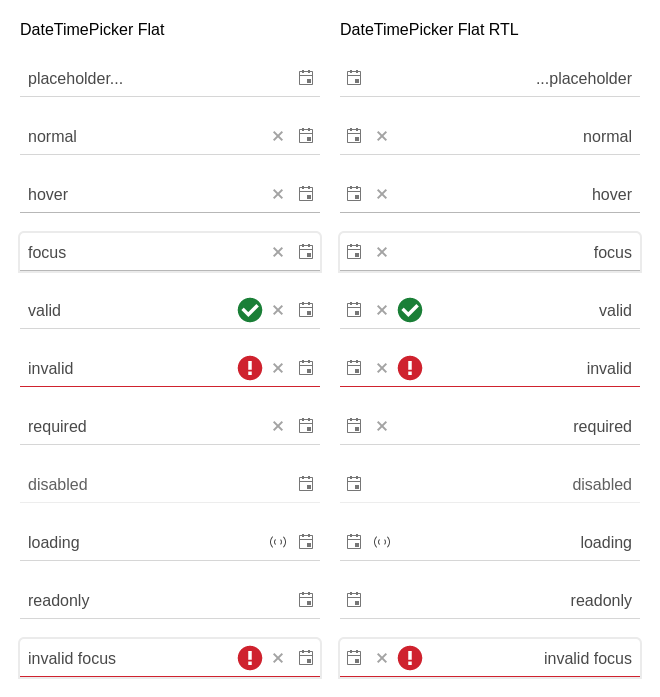 DateTimePicker Flat
placeholder...
normal
hover
focus
valid
invalid
required
disabled
loading
readonly
invalid focus
DateTimePicker Flat RTL
...placeholder
normal
hover
focus
valid
invalid
required
disabled
loading
readonly
invalid focus